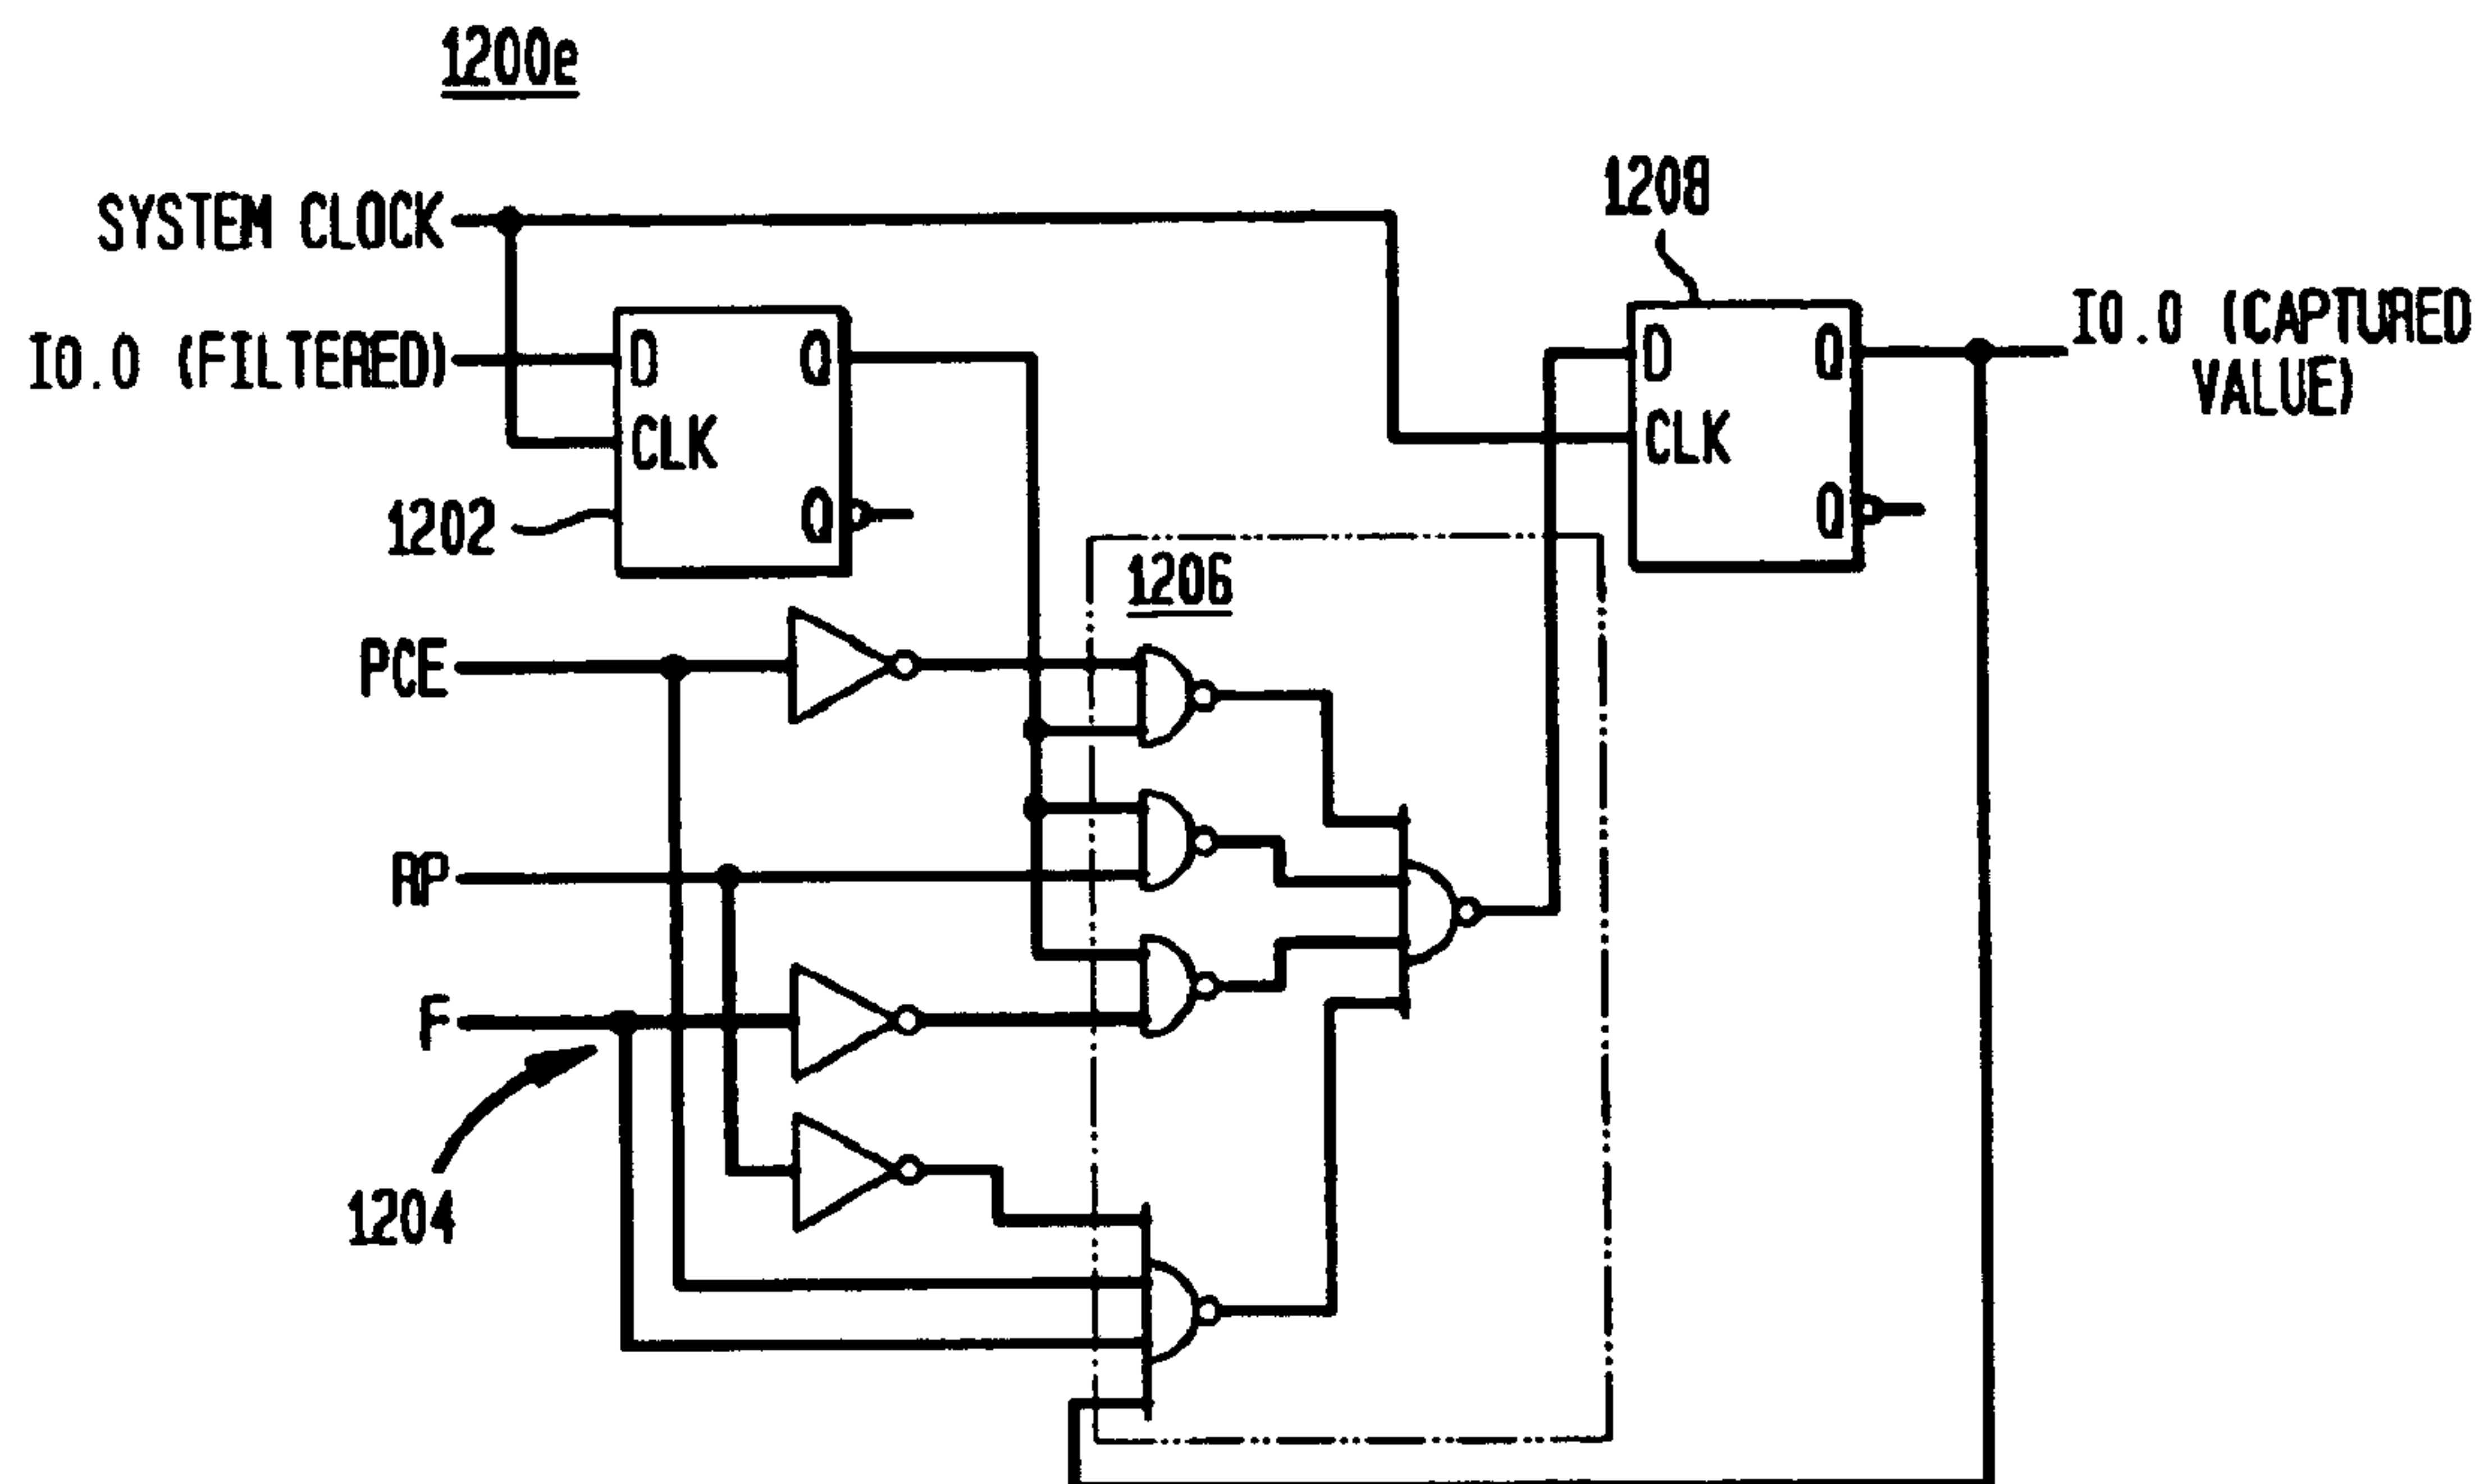 1200e
SYSTEM CLOCK
1208
I0.0 (FILTERED)
D
Q
CLK
Q
1202
D
Q
CLK
Q
I0.0 (CAPTURED
VALUE)
1206
PCE
RP
F
1204